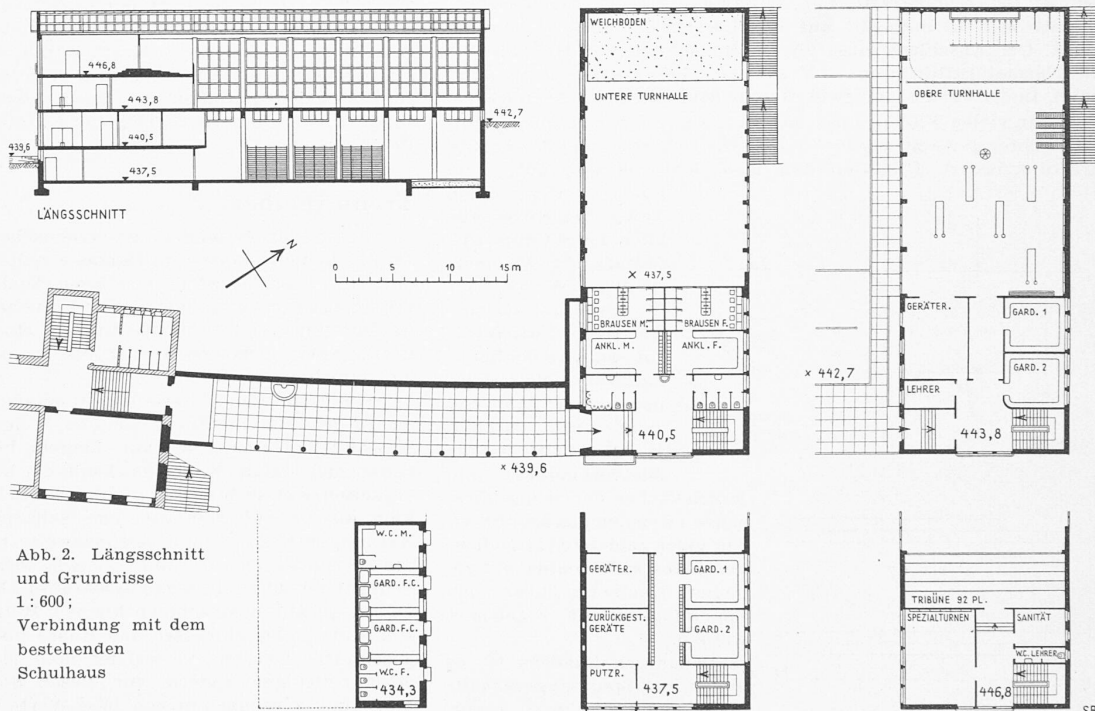 446,8
443,8
440,5
437,5
439,6
442,7
LÄNGSSCHNITT
N
0 5 10 15 m
WEICHBODEN
UNTERE TURNHALLE
× 437,5
BRAUSEN M. BRAUSEN F.
ANKL. M. ANKL. F.
440,5
× 439,6
OBERE TURNHALLE
GERÄTER. GARD. 1
GARD. 2
LEHRER
× 442,7
443,8
Abb. 2. Längsschnitt
und Grundrisse
1 : 600;
Verbindung mit dem
bestehenden
Schulhaus
W.C. M.
GARD. F.C.
GARD. F.C.
W.C. F.
434,3
GERÄTER. GARD. 1
ZURÜCKGEST.
GERÄTE
GARD. 2
PUTZR.
437,5
TRIBÜNE 92 PL.
SPEZIALTURNEN SANITÄT
W.C. LEHRER
446,8